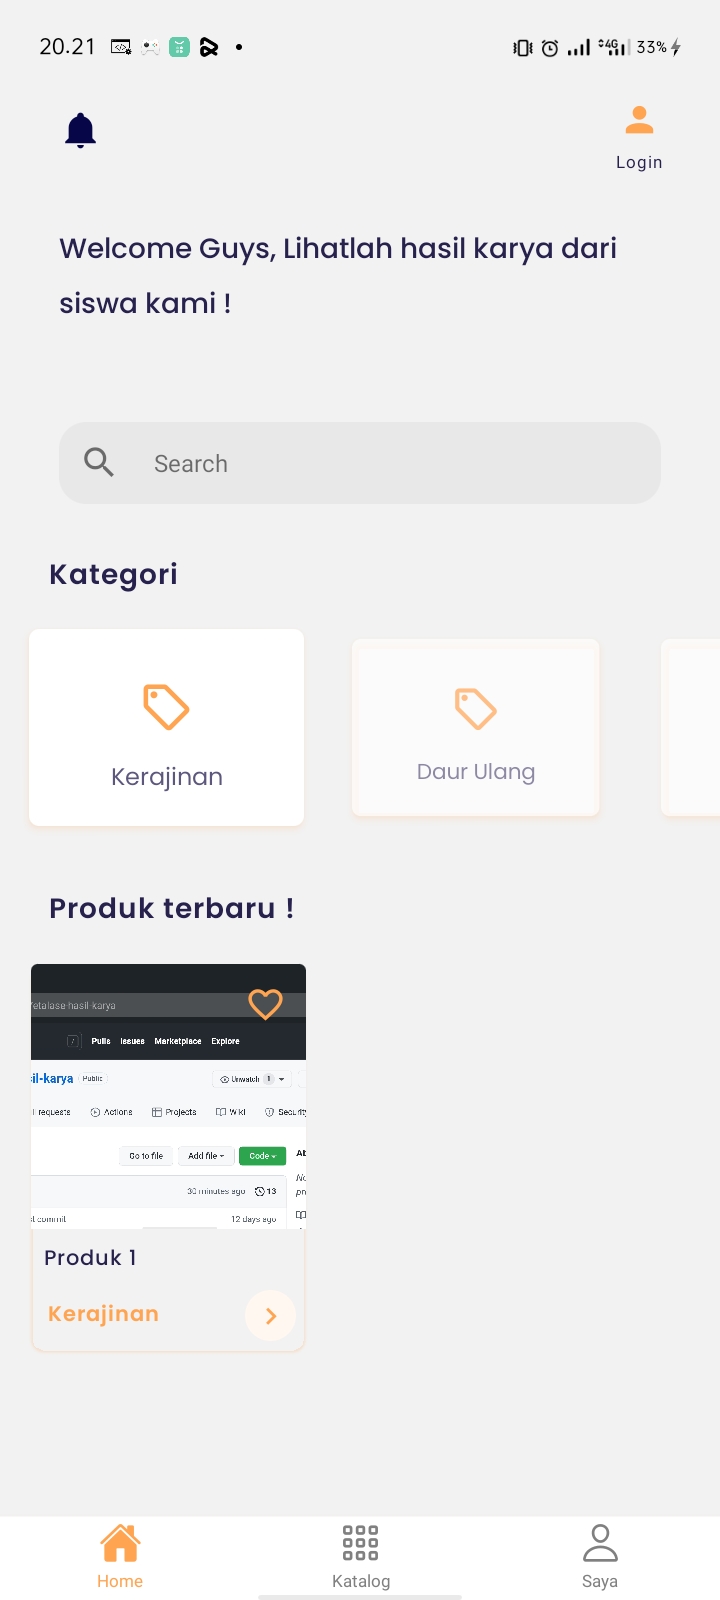 20.21
4G 33%
Login
Welcome Guys, Lihatlah hasil karya dari
siswa kami !
Search
Kategori
Kerajinan
Daur Ulang
Produk terbaru !
etalase-hasil-karya
/ Pulls Issues Marketplace Explore
sil-karya Public Unwatch 1
requests Actions Projects Wiki Security
Go to file Add file Code
30 minutes ago 13
commit 12 days ago
Produk 1
Kerajinan
Home Katalog Saya